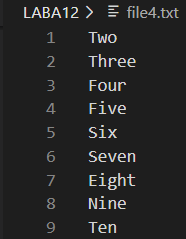 LABA12 > file4.txt
1 Two
2 Three
3 Four
4 Five
5 Six
6 Seven
7 Eight
8 Nine
9 Ten